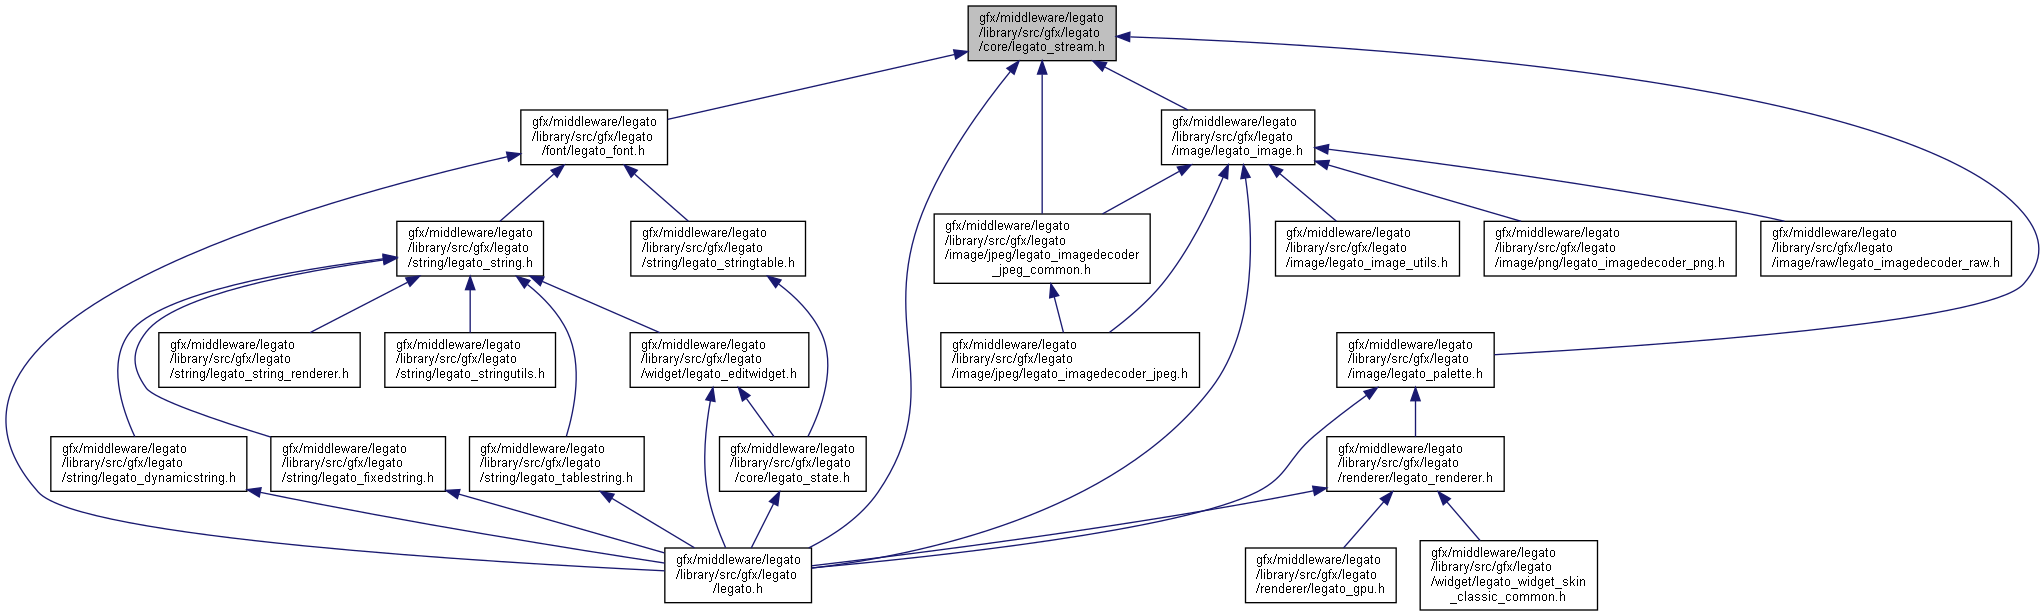 gfx/middleware/legato
/library/src/gfx/legato
/core/legato_stream.h
gfx/middleware/legato
/library/src/gfx/legato
/font/legato_font.h
gfx/middleware/legato
/library/src/gfx/legato
/image/legato_image.h
gfx/middleware/legato
/library/src/gfx/legato
/string/legato_string.h
gfx/middleware/legato
/library/src/gfx/legato
/string/legato_stringtable.h
gfx/middleware/legato
/library/src/gfx/legato
/image/jpeg/legato_imagedecoder
_jpeg_common.h
gfx/middleware/legato
/library/src/gfx/legato
/image/legato_image_utils.h
gfx/middleware/legato
/library/src/gfx/legato
/image/png/legato_imagedecoder_png.h
gfx/middleware/legato
/library/src/gfx/legato
/image/raw/legato_imagedecoder_raw.h
gfx/middleware/legato
/library/src/gfx/legato
/string/legato_string_renderer.h
gfx/middleware/legato
/library/src/gfx/legato
/string/legato_stringutils.h
gfx/middleware/legato
/library/src/gfx/legato
/widget/legato_editwidget.h
gfx/middleware/legato
/library/src/gfx/legato
/image/jpeg/legato_imagedecoder_jpeg.h
gfx/middleware/legato
/library/src/gfx/legato
/image/legato_palette.h
gfx/middleware/legato
/library/src/gfx/legato
/string/legato_dynamicstring.h
gfx/middleware/legato
/library/src/gfx/legato
/string/legato_fixedstring.h
gfx/middleware/legato
/library/src/gfx/legato
/string/legato_tablestring.h
gfx/middleware/legato
/library/src/gfx/legato
/core/legato_state.h
gfx/middleware/legato
/library/src/gfx/legato
/renderer/legato_renderer.h
gfx/middleware/legato
/library/src/gfx/legato
/legato.h
gfx/middleware/legato
/library/src/gfx/legato
/renderer/legato_gpu.h
gfx/middleware/legato
/library/src/gfx/legato
/widget/legato_widget_skin
_classic_common.h